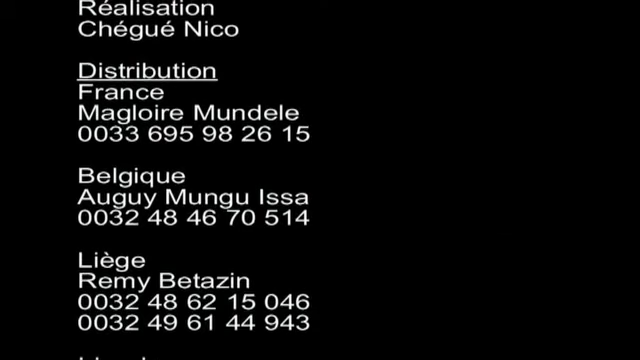 Réalisation
Chégué Nico
Distribution
France
Magloire Mundele
0033 695 98 26 15
Belgique
Auguy Mungu Issa
0032 48 46 70 514
Liège
Remy Betazin
0032 48 62 15 046
0032 49 61 44 943